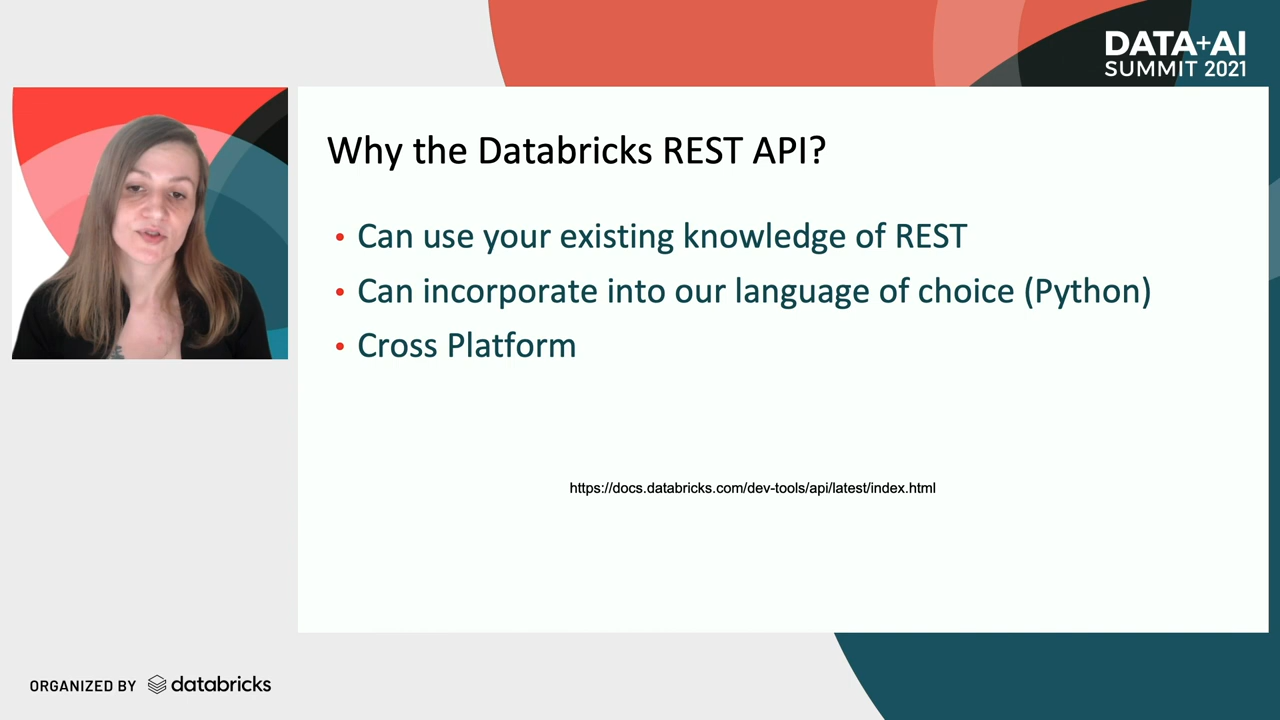 DATA+AI
SUMMIT 2021
Why the Databricks REST API?
• Can use your existing knowledge of REST
• Can incorporate into our language of choice (Python)
• Cross Platform
https://docs.databricks.com/dev-tools/api/latest/index.html
ORGANIZED BY databricks